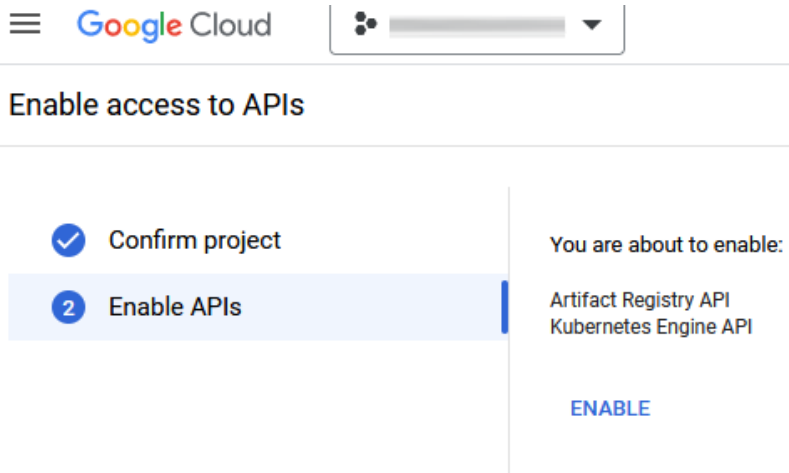 Google Cloud
Enable access to APIs
Confirm project
2 Enable APIs
You are about to enable:
Artifact Registry API
Kubernetes Engine API
ENABLE